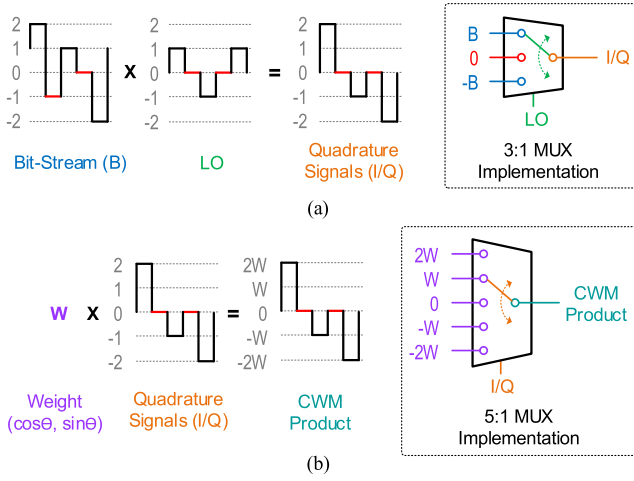 2
1
0
-1
-2
X
1
0
-1
=
2
1
0
-1
-2
Bit-Stream (B)
LO
Quadrature
Signals (I/Q)
B
0
-B
I/Q
LO
3:1 MUX
Implementation
(a)
W
X
2
1
0
-1
-2
=
2W
W
0
-W
-2W
Weight
(cosθ, sinθ)
Quadrature
Signals (I/Q)
CWM
Product
2W
W
0
-W
-2W
CWM
Product
I/Q
5:1 MUX
Implementation
(b)